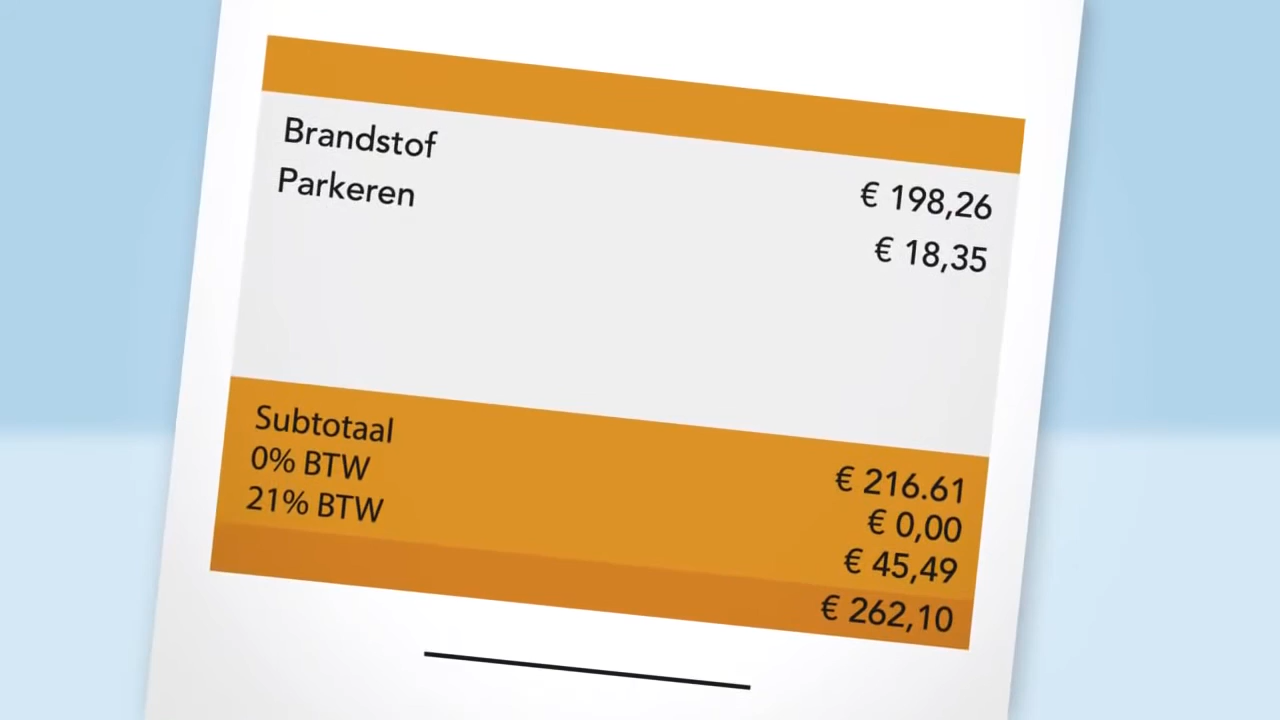 Brandstof € 198,26
Parkeren € 18,35
Subtotaal € 216.61
0% BTW € 0,00
21% BTW € 45,49
€ 262,10